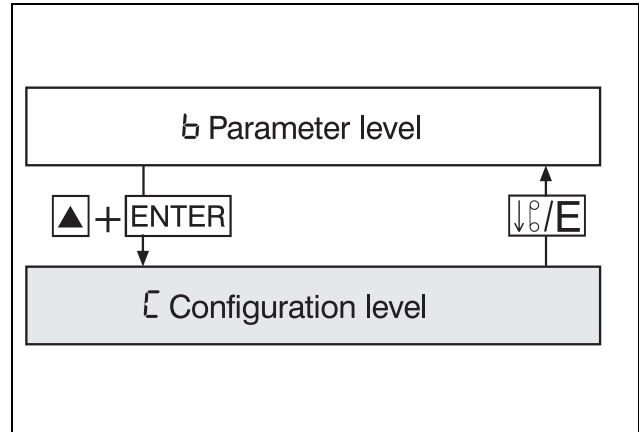 b Parameter level
▲ + ENTER
↓/E
C Configuration level